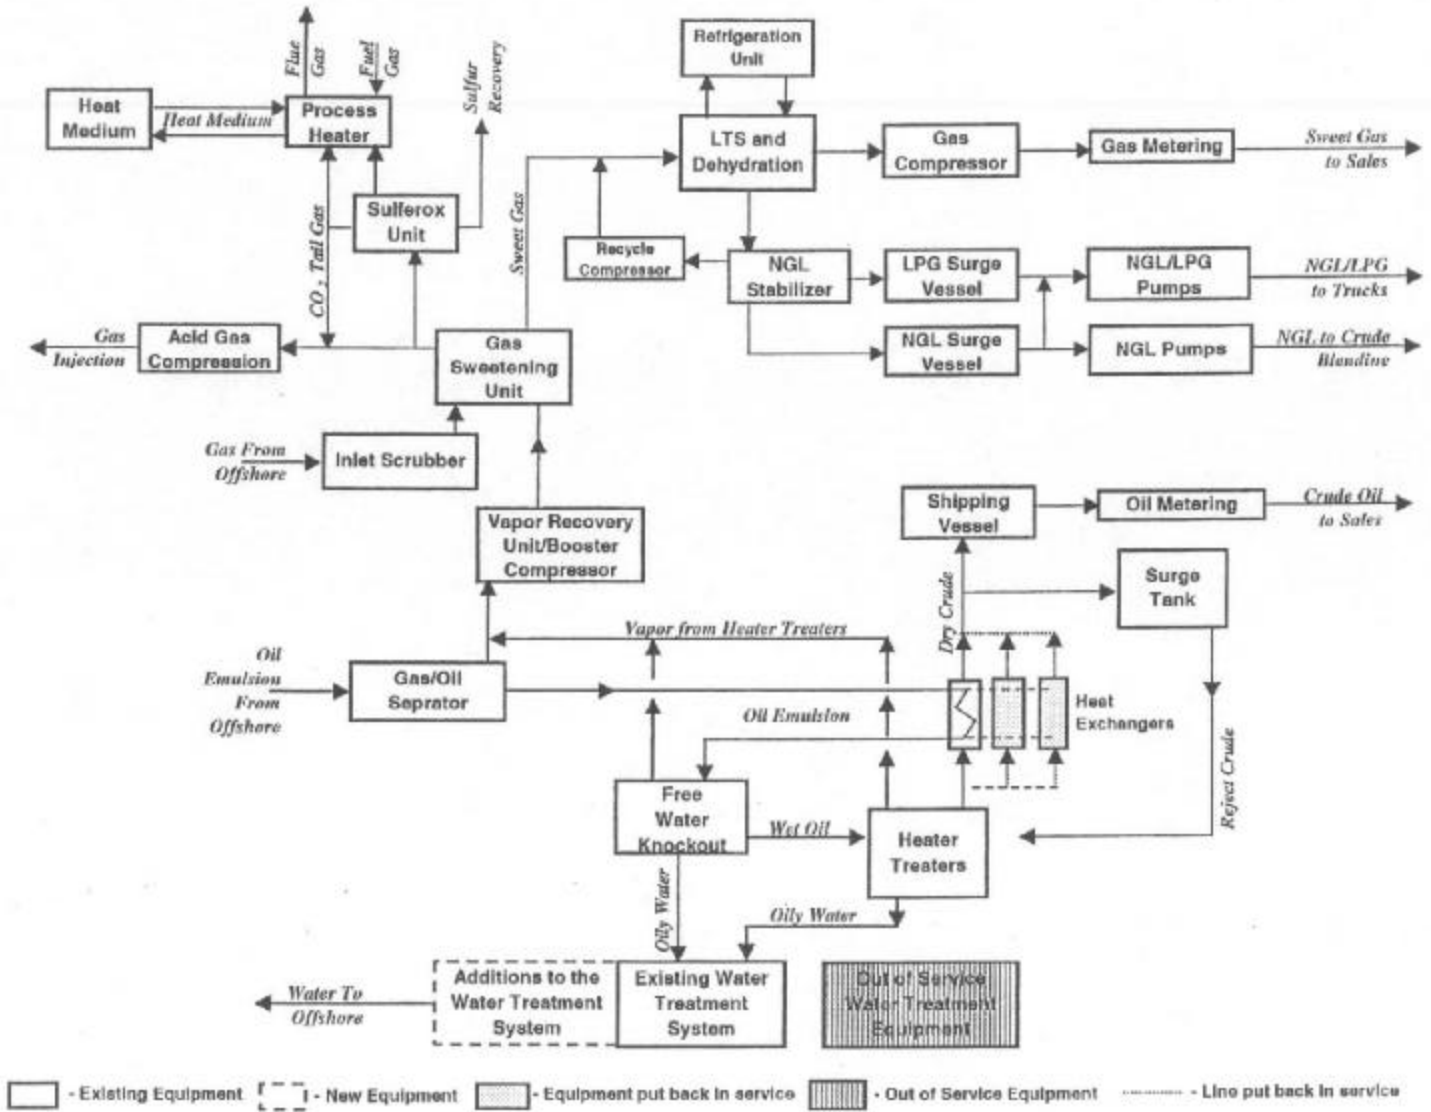 Flue
Gas
Fuel
Gas
Sulfur
Recovery
Refrigeration
Unit
Heat
Medium
Heat Medium
Process
Heater
LTS and
Dehydration
Gas
Compressor
Gas Metering
Sweet Gas
to Sales
Sulferox
Unit
CO2 Tail Gas
Sweet Gas
Recycle
Compressor
NGL
Stabilizer
LPG Surge
Vessel
NGL/LPG
Pumps
NGL/LPG
to Trucks
Gas
Injection
Acid Gas
Compression
Gas
Sweetening
Unit
NGL Surge
Vessel
NGL Pumps
NGL to Crude
Blendine
Gas From
Offshore
Inlet Scrubber
Vapor Recovery
Unit/Booster
Compressor
Shipping
Vessel
Oil Metering
Crude Oil
to Sales
Surge
Tank
Dry Crude
Vapor from Heater Treaters
Oil
Emulsion
From
Offshore
Gas/Oil
Seprator
Oil Emulsion
Heat
Exchangers
Reject Crude
Free
Water
Knockout
Wet Oil
Heater
Treaters
Oily Water
Oily Water
Water To
Offshore
Additions to the
Water Treatment
System
Existing Water
Treatment
System
Out of Service
Water Treatment
Equipment
- Existing Equipment
- New Equipment
- Equipment put back in service
- Out of Service Equipment
- Line put back in service